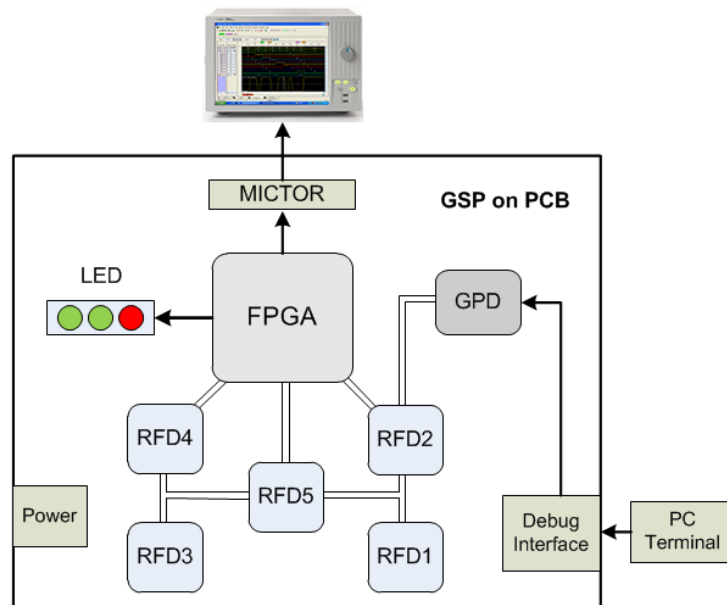 MICTOR
GSP on PCB
LED
FPGA
GPD
RFD4
RFD2
RFD5
Power
Debug
Interface
PC
Terminal
RFD3
RFD1